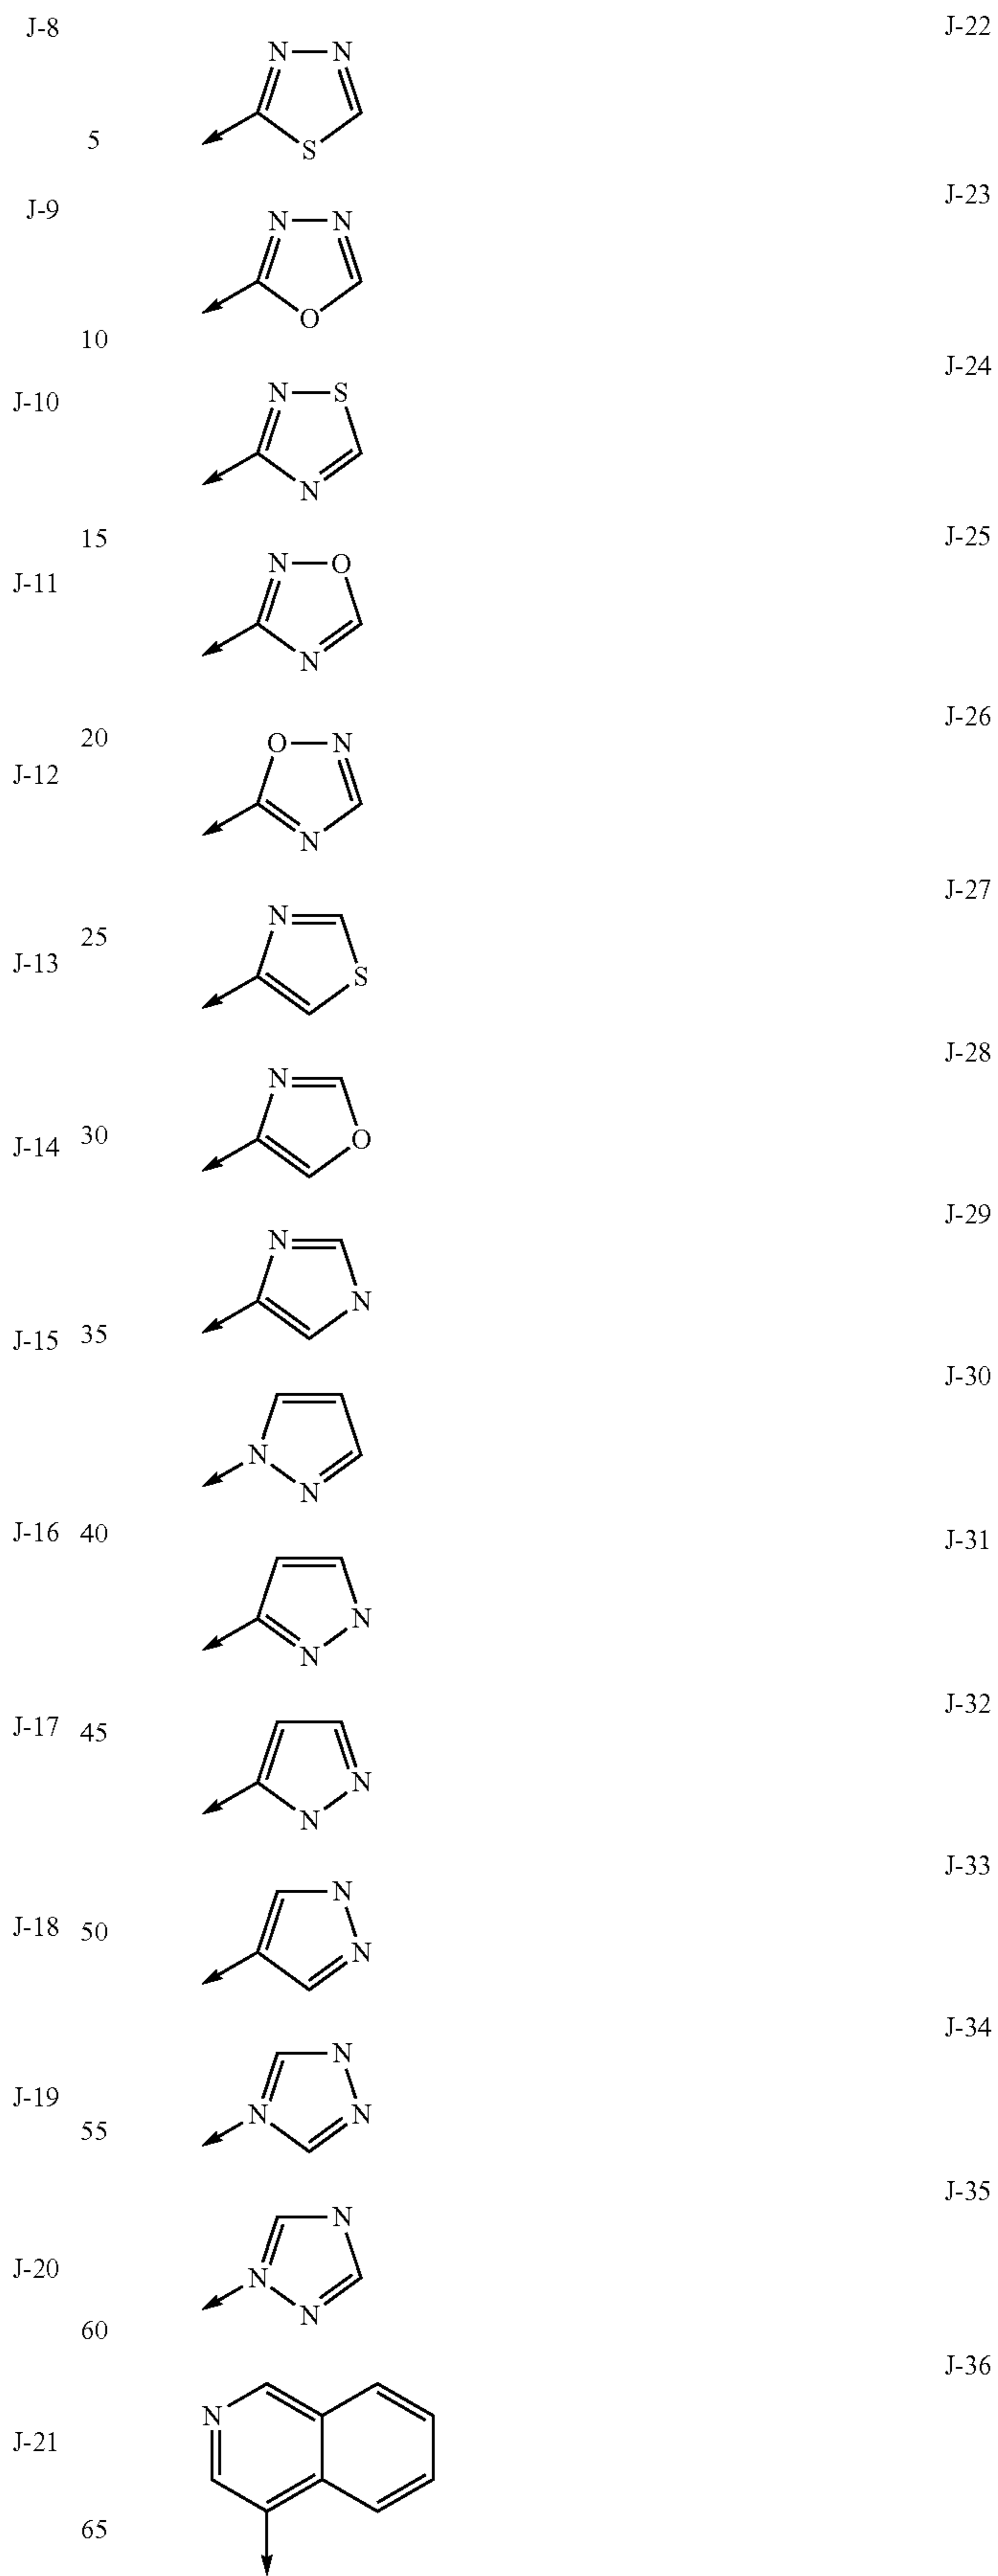 J-8
J-22
N N
5
S
J-9
J-23
N N
O
10
J-24
J-10
N S
N
15
J-25
J-11
N O
N
J-26
20
J-12
O N
N
J-27
25
J-13
N
S
J-28
N
30
J-14
O
J-29
N
N
J-15 35
J-30
N
N
J-16 40
J-31
N
N
J-32
J-17 45
N
N
J-33
N
J-18 50
N
J-34
N
J-19
N N
55
J-35
N
J-20
N
N
60
J-36
N
J-21
65